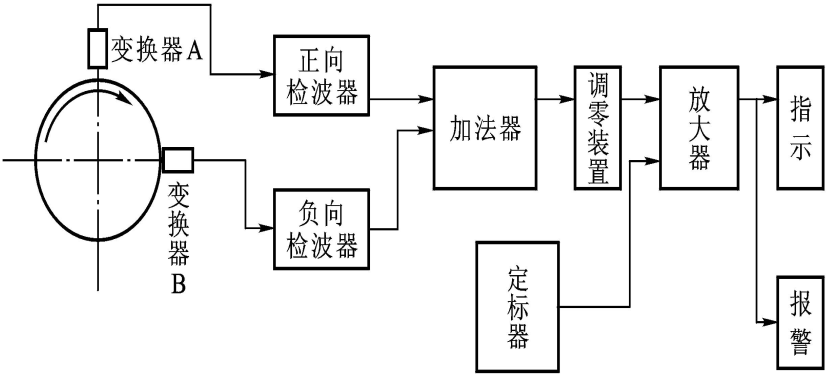 变换器A
正向
检波器
加法器
调零装置
放大器
指示
变换器B
负向
检波器
定标器
报警